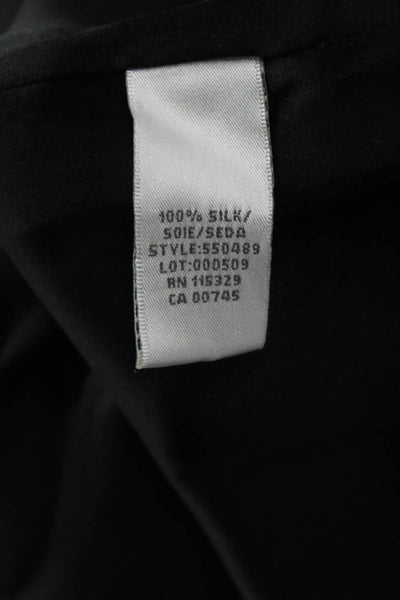 100% SILK/
SOIE/SEDA
STYLE:550489
LOT:000509
RN 115329
CA 00745